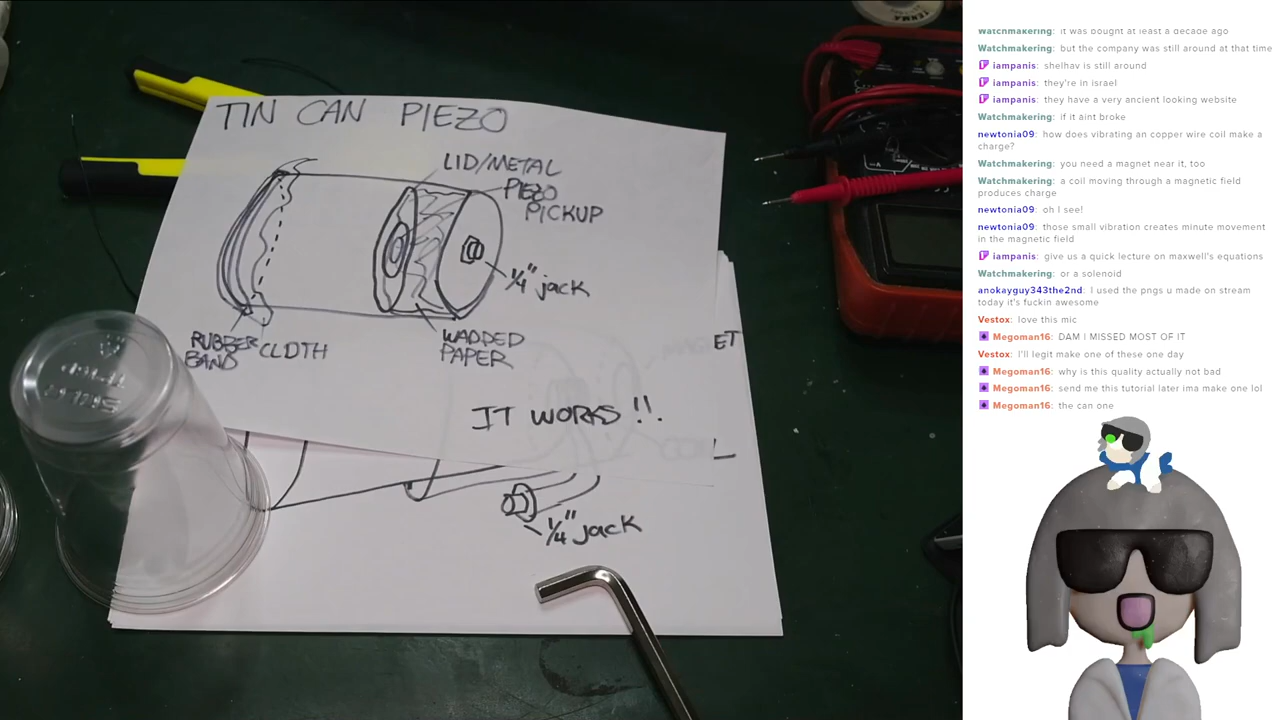 TIN CAN PIEZO
LID/METAL
PIEZO
PICKUP
1/4" jack
RUBBER
BAND
CLOTH
WADDED
PAPER
IT WORKS!!.
ET
L
1/4" jack
TENMA
Watchmakering: it was bought at least a decade ago
Watchmakering: but the company was still around at that time
iampanis: shelhav is still around
iampanis: they're in israel
iampanis: they have a very ancient looking website
Watchmakering: if it aint broke
newtonia09: how does vibrating an copper wire coil make a
charge?
Watchmakering: you need a magnet near it, too
Watchmakering: a coil moving through a magnetic field
produces charge
newtonia09: oh I see!
newtonia09: those small vibration creates minute movement
in the magnetic field
iampanis: give us a quick lecture on maxwell's equations
Watchmakering: or a solenoid
anokayguy343the2nd: I used the pngs u made on stream
today it's fuckin awesome
Vestox: love this mic
Megoman16: DAM I MISSED MOST OF IT
Vestox: I'll legit make one of these one day
Megoman16: why is this quality actually not bad
Megoman16: send me this tutorial later ima make one lol
Megoman16: the can one